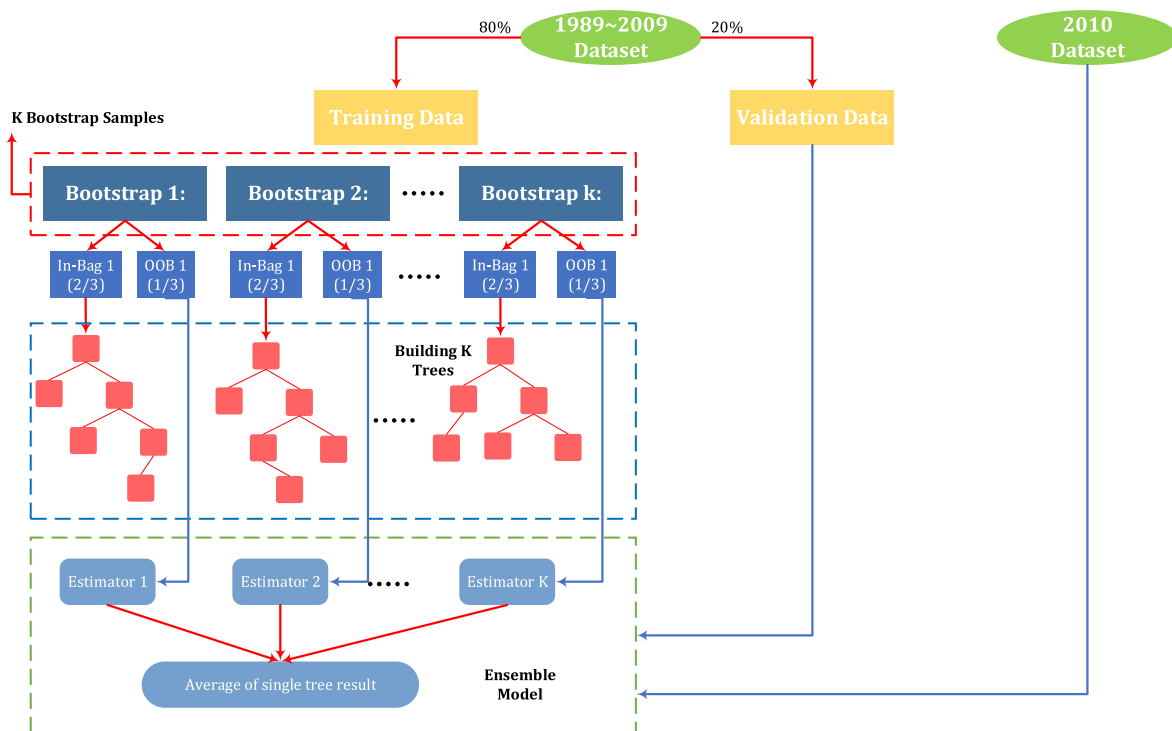 80%
1989~2009
Dataset
20%
2010
Dataset
Training Data
Validation Data
K Bootstrap Samples
Bootstrap 1:
Bootstrap 2:
.....
Bootstrap k:
In-Bag 1
(2/3)
OOB 1
(1/3)
In-Bag 1
(2/3)
OOB 1
(1/3)
.....
In-Bag 1
(2/3)
OOB 1
(1/3)
Building K
Trees
.....
Estimator 1
Estimator 2
.....
Estimator K
Average of single tree result
Ensemble
Model